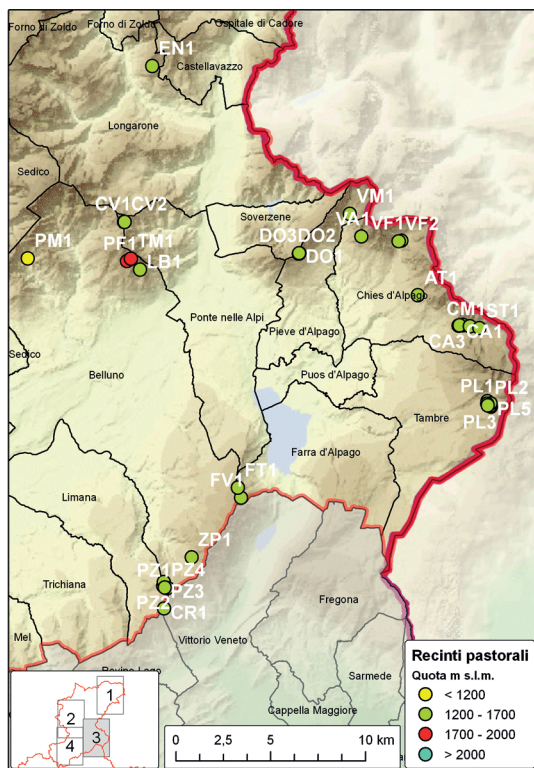 Forno di Zoldo
Forno di Zoldo
Ospitale di Cadore
EN1
Castellavazzo
Longarone
Sedico
CV1CV2
Soverzene
VM1
VA1
VF1VF2
PM1
PF1TM1
LB1
DO3DO2
DO1
AT1
Chies d'Alpago
Ponte nelle Alpi
Pieve d'Alpago
CM1ST1
CA3
CA1
Sedico
Belluno
Puos d'Alpago
PL1PL2
Tambre
PL5
PL3
Farra d'Alpago
FT1
FV1
Limana
ZP1
PZ1PZ4
Trichiana
PZ3
PZ2
CR1
Fregona
Mel
Vittorio Veneto
Sarmede
Cappella Maggiore
Recinti pastorali
Quota m s.l.m.
< 1200
1200 - 1700
1700 - 2000
> 2000
1
2
3
4
0
2,5
5
10 km